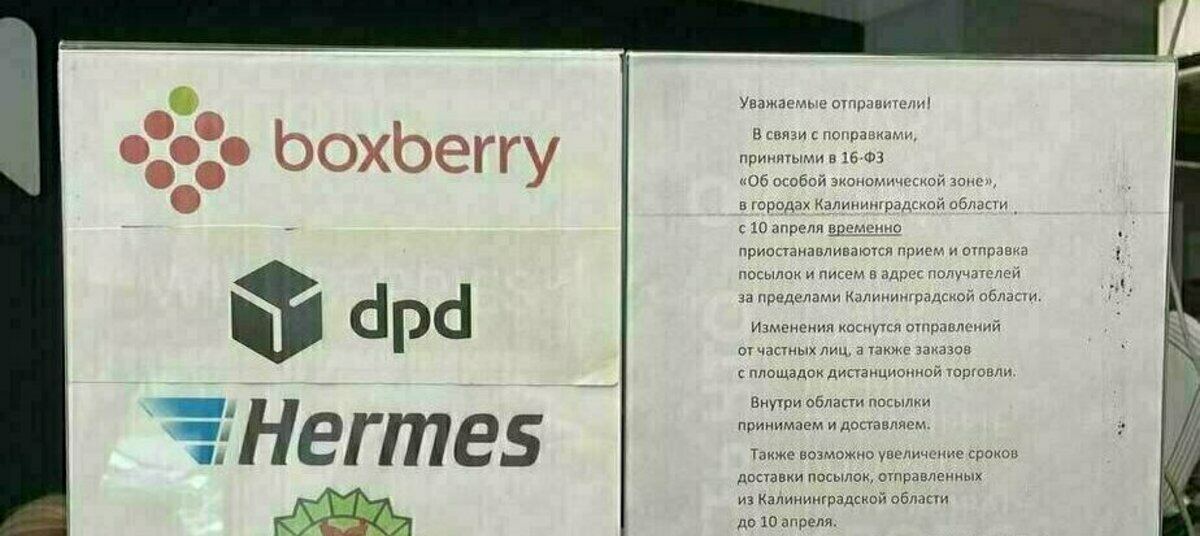 boxberry
dpd
Hermes
Уважаемые отправители!
В связи с поправками,
принятыми в 16-ФЗ
«Об особой экономической зоне»,
в городах Калининградской области
с 10 апреля временно
приостанавливаются прием и отправка
посылок и писем в адрес получателей
за пределами Калининградской области.
Изменения коснутся отправлений
от частных лиц, а также заказов
с площадок дистанционной торговли.
Внутри области посылки
принимаем и доставляем.
Также возможно увеличение сроков
доставки посылок, отправленных
из Калининградской области
до 10 апреля.